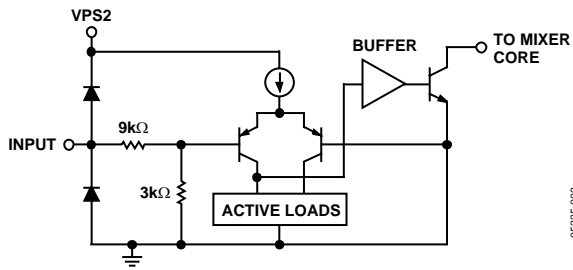 VPS2
BUFFER
TO MIXER
CORE
INPUT
9kΩ
3kΩ
ACTIVE LOADS